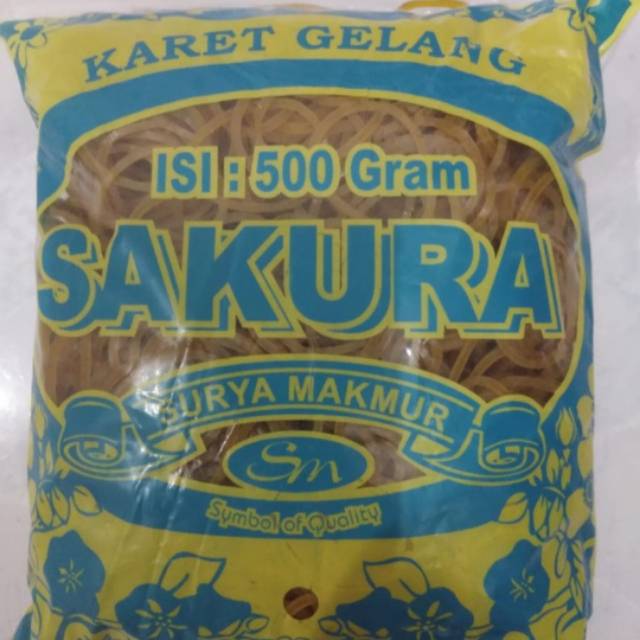 KARET GELANG
ISI : 500 Gram
SAKURA
SURYA MAKMUR
Sm
Symbol of Quality